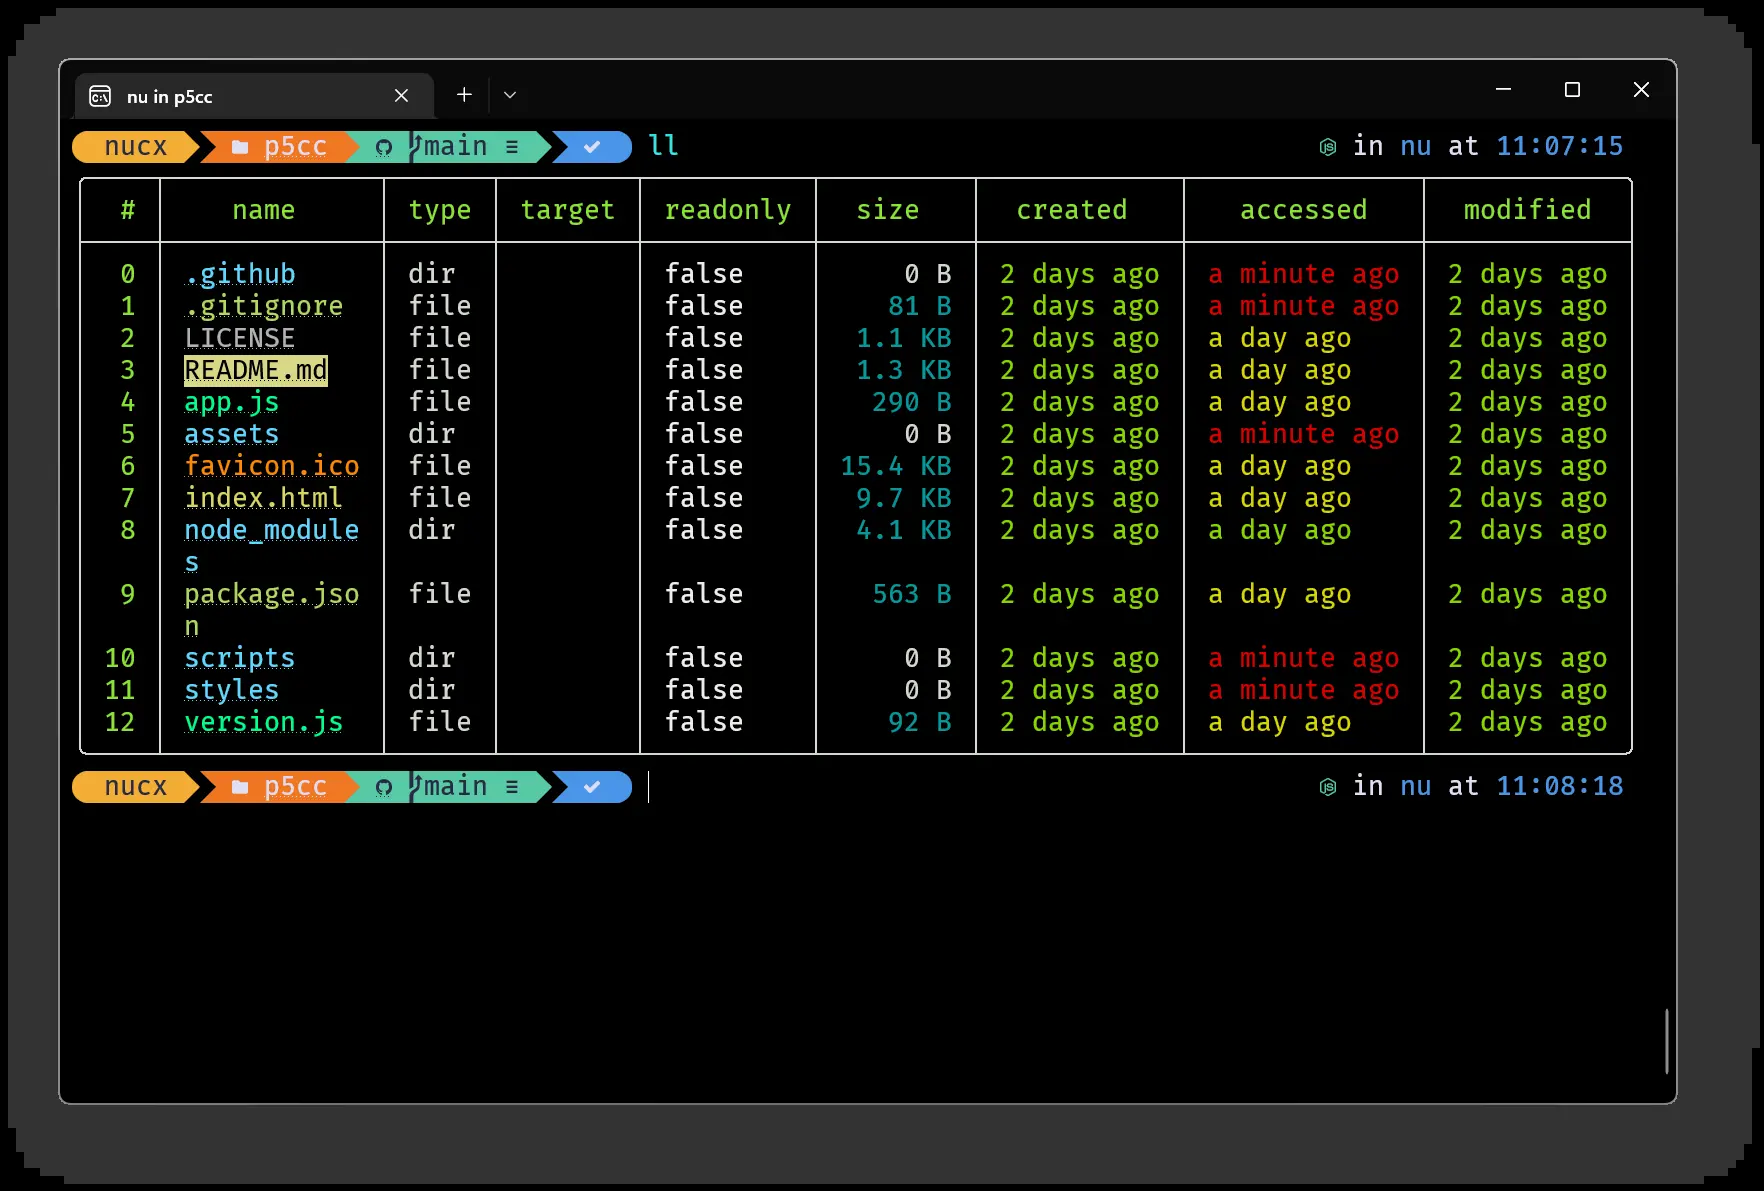 nu in p5cc
nucx p5cc main ≡ ll in nu at 11:07:15
# name type target readonly size created accessed modified
0 .github dir false 0 B 2 days ago a minute ago 2 days ago
1 .gitignore file false 81 B 2 days ago a minute ago 2 days ago
2 LICENSE file false 1.1 KB 2 days ago a day ago 2 days ago
3 README.md file false 1.3 KB 2 days ago a day ago 2 days ago
4 app.js file false 290 B 2 days ago a day ago 2 days ago
5 assets dir false 0 B 2 days ago a minute ago 2 days ago
6 favicon.ico file false 15.4 KB 2 days ago a day ago 2 days ago
7 index.html file false 9.7 KB 2 days ago a day ago 2 days ago
8 node_module dir false 4.1 KB 2 days ago a day ago 2 days ago
s
9 package.jso file false 563 B 2 days ago a day ago 2 days ago
n
10 scripts dir false 0 B 2 days ago a minute ago 2 days ago
11 styles dir false 0 B 2 days ago a minute ago 2 days ago
12 version.js file false 92 B 2 days ago a day ago 2 days ago
nucx p5cc main ≡ in nu at 11:08:18